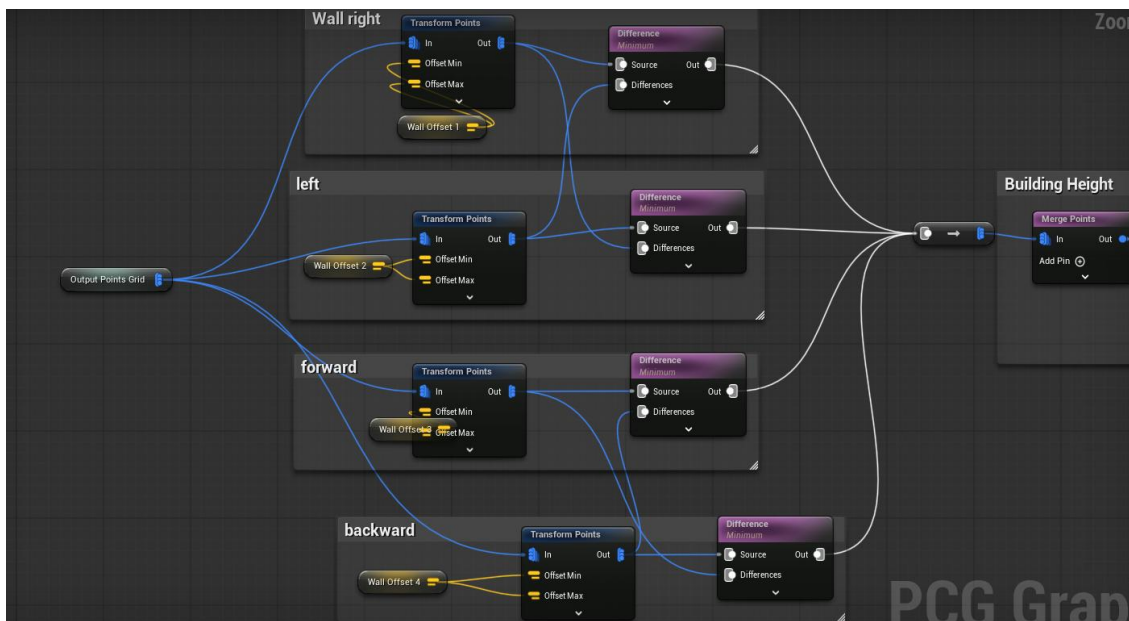 Wall right
Zoo
Transform Points
In
Out
Offset Min
Offset Max
Wall Offset 1
Difference
Minimum
Source
Out
Differences
left
Transform Points
In
Out
Offset Min
Offset Max
Wall Offset 2
Difference
Minimum
Source
Out
Differences
Building Height
Merge Points
In
Out
Add Pin
Output Points Grid
forward
Transform Points
In
Out
Offset Min
Offset Max
Wall Offset 3
Difference
Minimum
Source
Out
Differences
backward
Transform Points
In
Out
Offset Min
Offset Max
Wall Offset 4
Difference
Minimum
Source
Out
Differences
PCG Grap